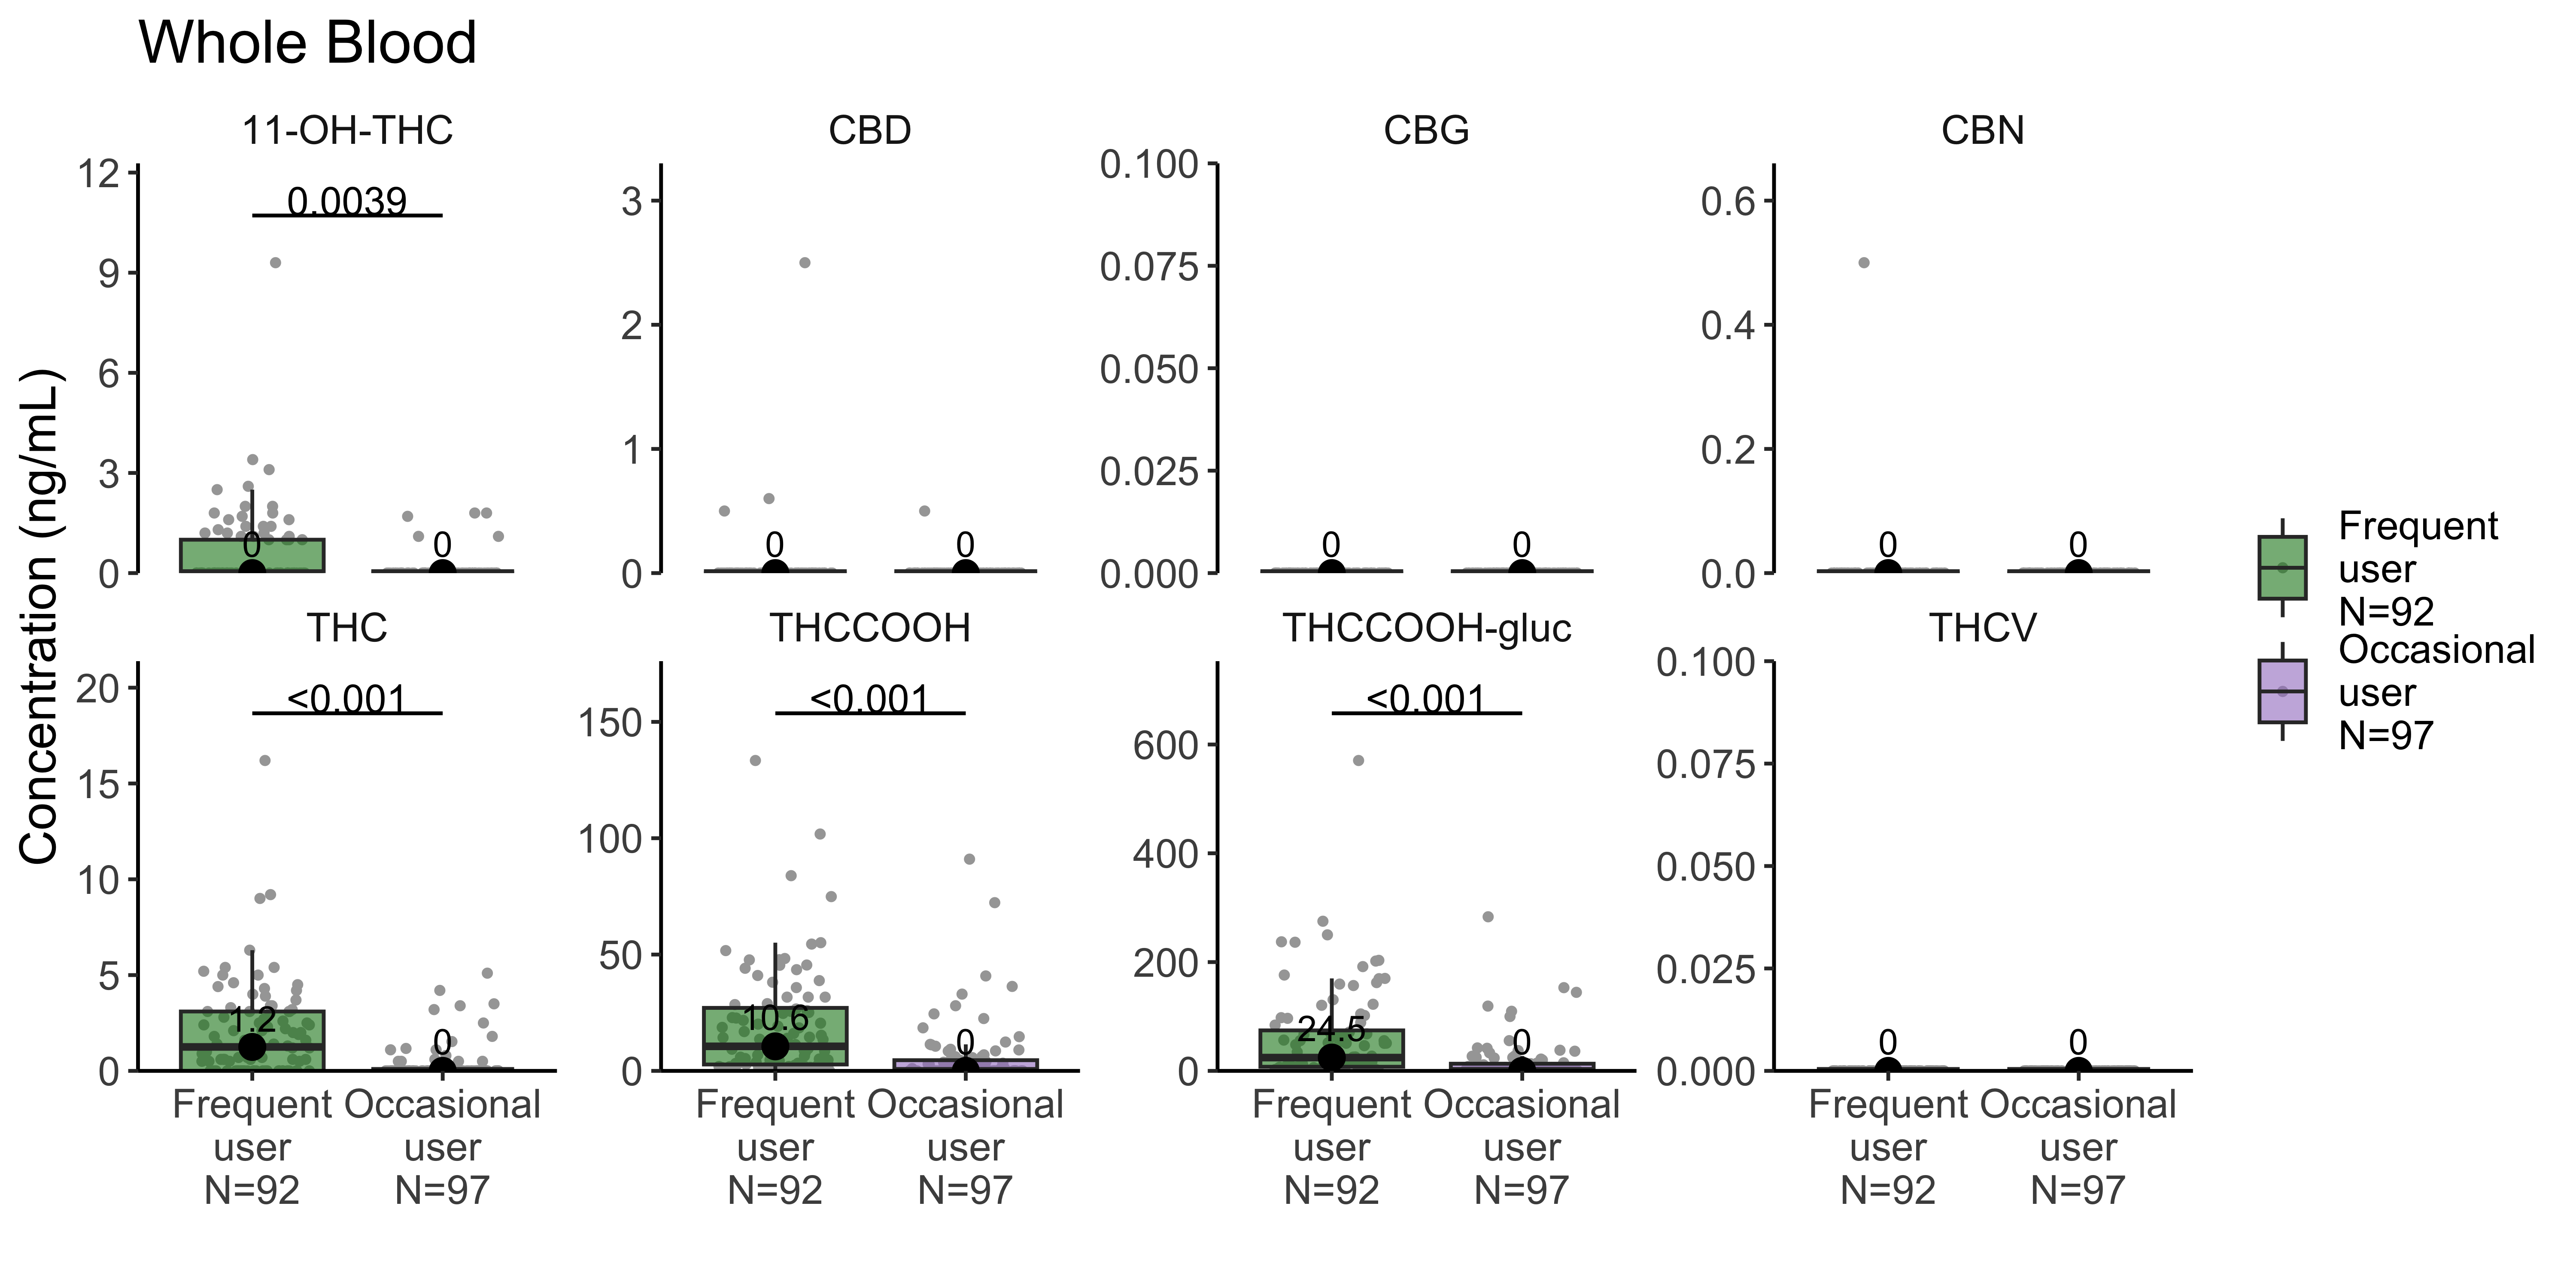 Whole Blood
11-OH-THC
CBD
CBG
CBN
Concentration (ng/mL)
12
9
6
3
0
0.0039
0
0
3
2
1
0
0
0
0.100
0.075
0.050
0.025
0.000
0
0
0.6
0.4
0.2
0.0
0
0
THC
THCCOOH
THCCOOH-gluc
THCV
20
15
10
5
0
<0.001
1.2
0
150
100
50
0
<0.001
10.6
0
600
400
200
0
<0.001
24.5
0
0.100
0.075
0.050
0.025
0.000
0
0
Frequent
user
N=92
Occasional
user
N=97
Frequent
user
N=92
Occasional
user
N=97
Frequent
user
N=92
Occasional
user
N=97
Frequent
user
N=92
Occasional
user
N=97
Frequent
user
N=92
Occasional
user
N=97